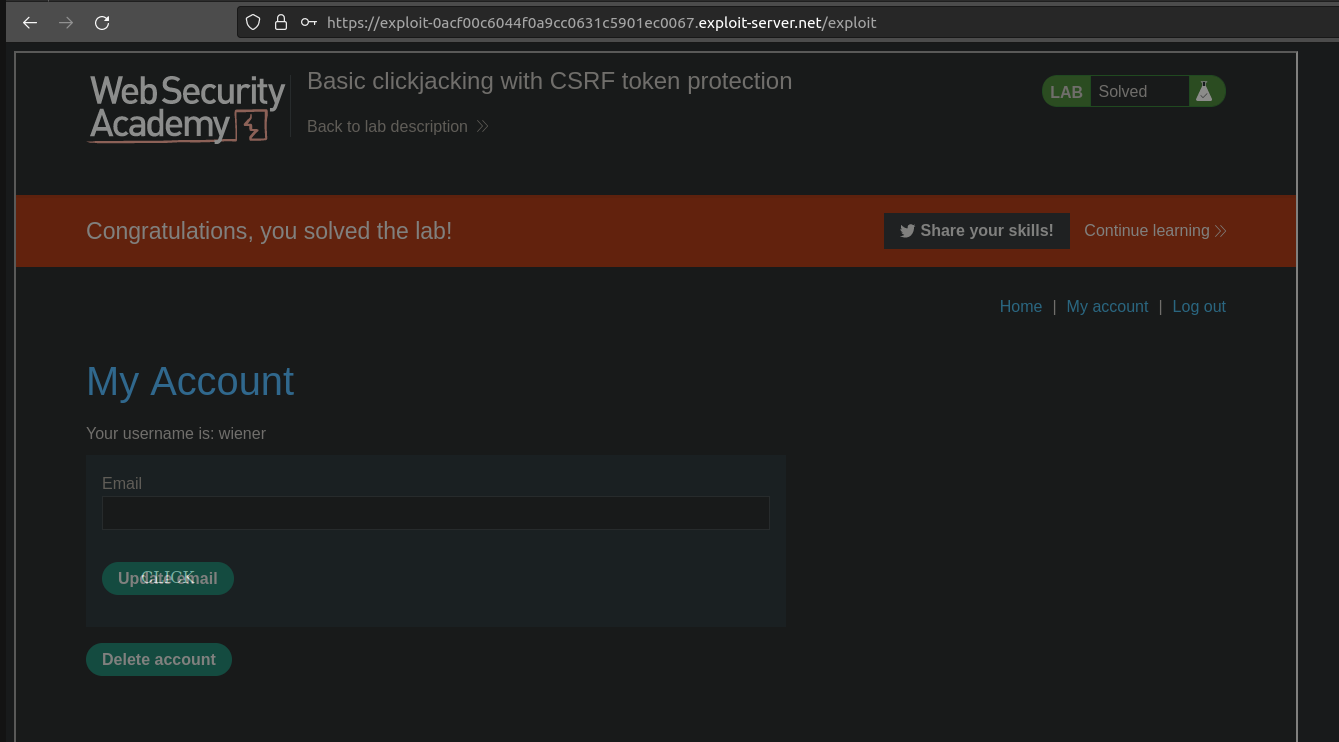 https://exploit-0acf00c6044f0a9cc0631c5901ec0067.exploit-server.net/exploit
Web Security
Academy
Basic clickjacking with CSRF token protection
Back to lab description
LAB Solved
Congratulations, you solved the lab!
Share your skills! Continue learning
Home | My account | Log out
My Account
Your username is: wiener
Email
Update email
CLICK
Delete account